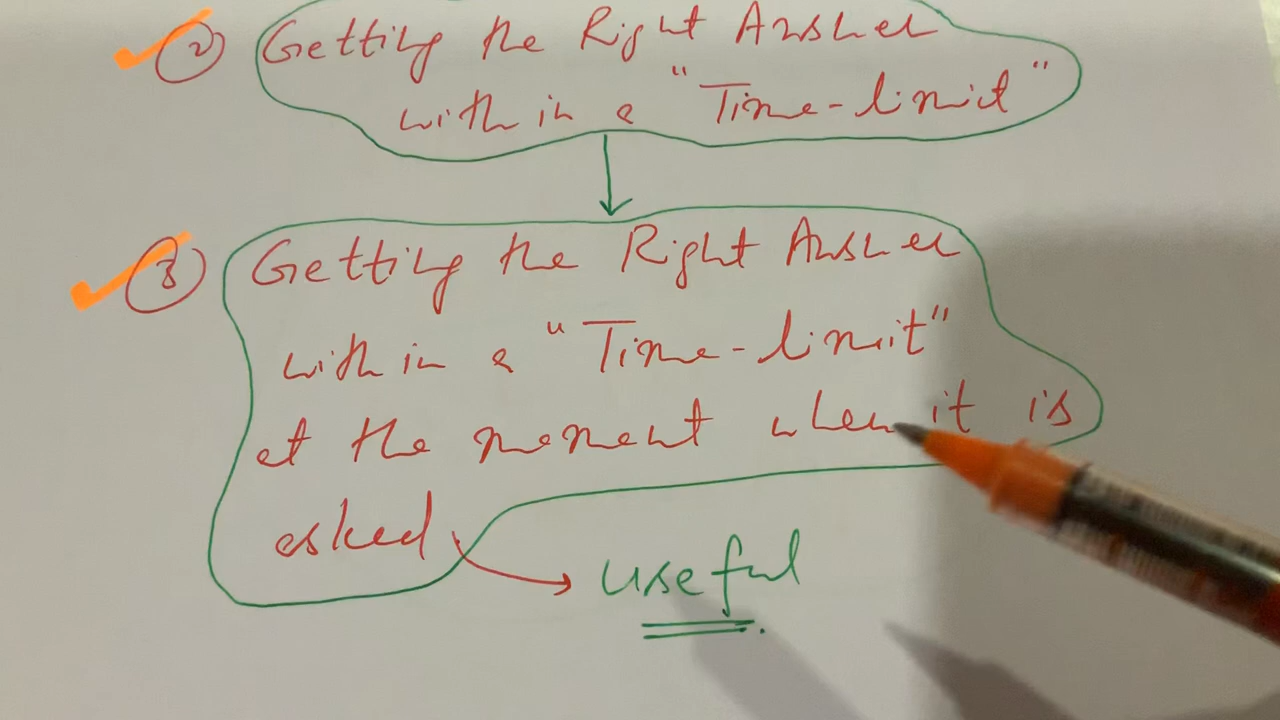 2 Getting the Right Answer
with in a "Time-limit"
3 Getting the Right Answer
with in a "Time-limit"
at the moment when it is
asked → useful.